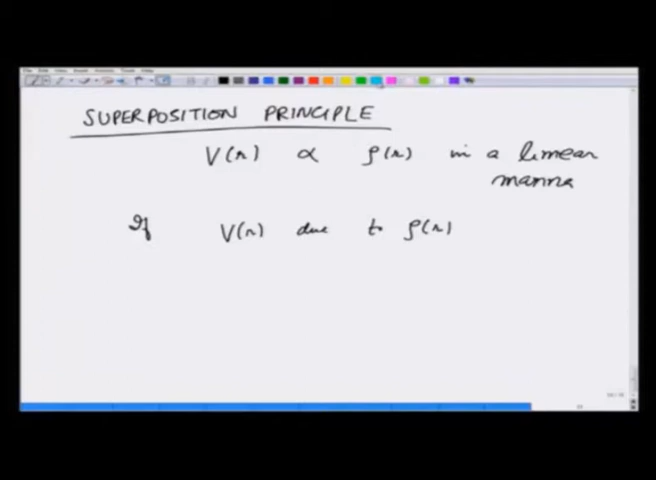 SUPERPOSITION PRINCIPLE
V(r) ∝ ρ(r) in a linear
manner
If V(r) due to ρ(r)